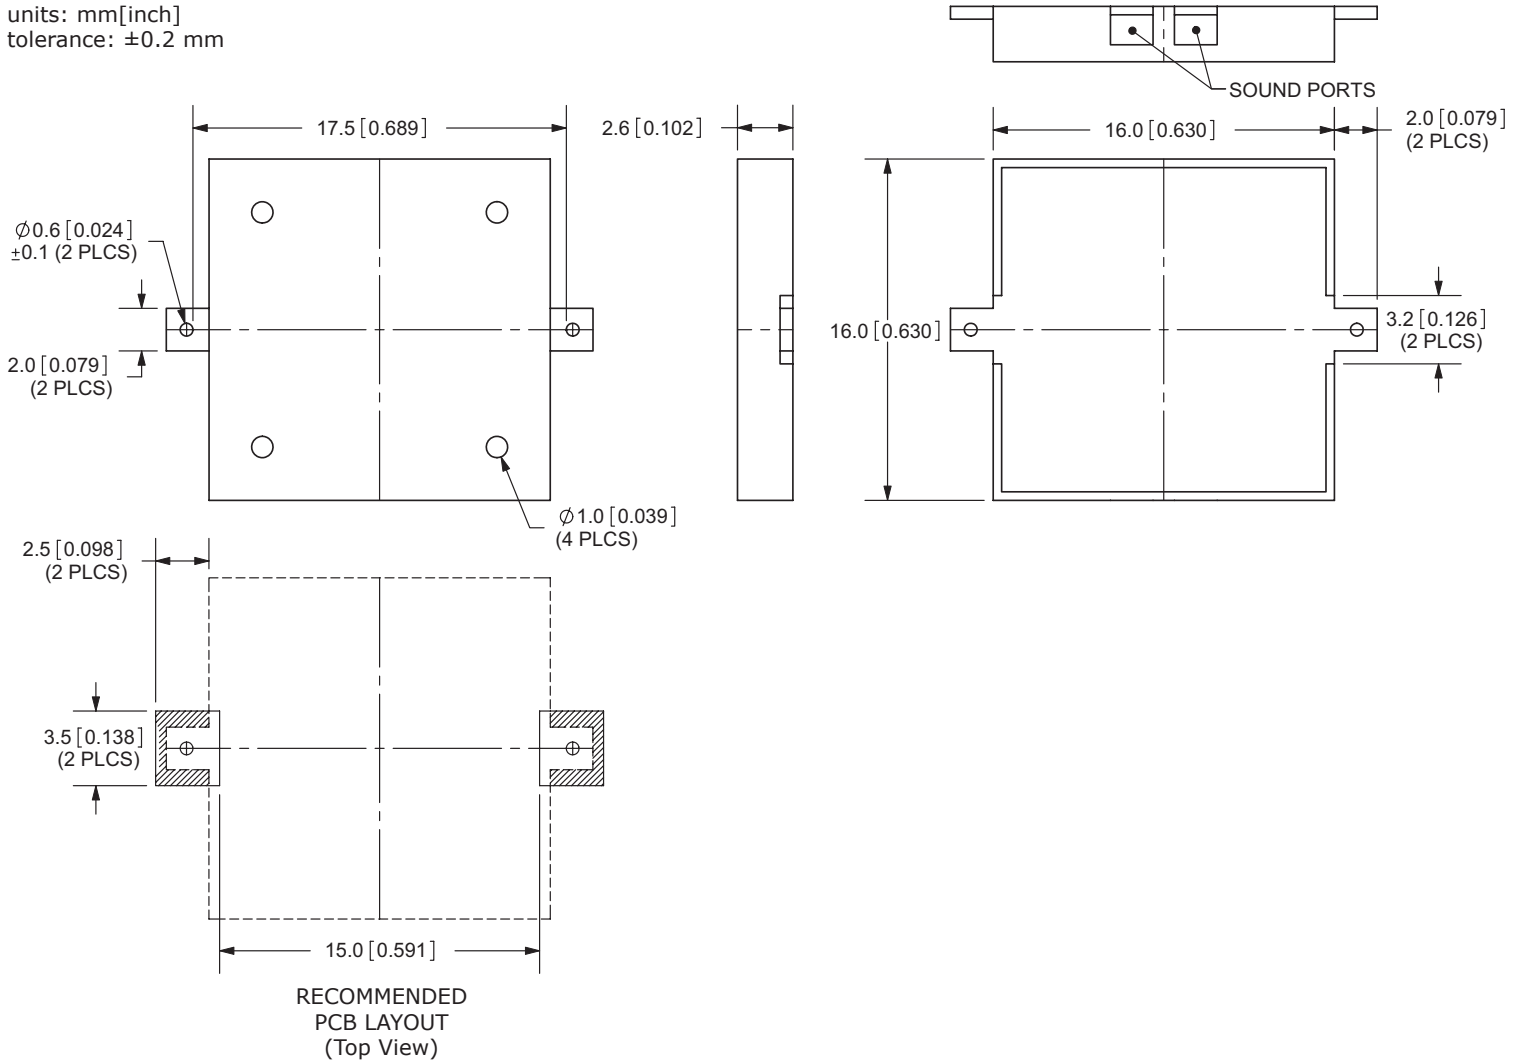 units: mm[inch]
tolerance: ±0.2 mm
SOUND PORTS
17.5 [0.689]
2.6 [0.102]
16.0 [0.630]
2.0 [0.079]
(2 PLCS)
Ø0.6 [0.024]
±0.1 (2 PLCS)
2.0 [0.079]
(2 PLCS)
16.0 [0.630]
3.2 [0.126]
(2 PLCS)
Ø1.0 [0.039]
(4 PLCS)
2.5 [0.098]
(2 PLCS)
3.5 [0.138]
(2 PLCS)
15.0 [0.591]
RECOMMENDED
PCB LAYOUT
(Top View)